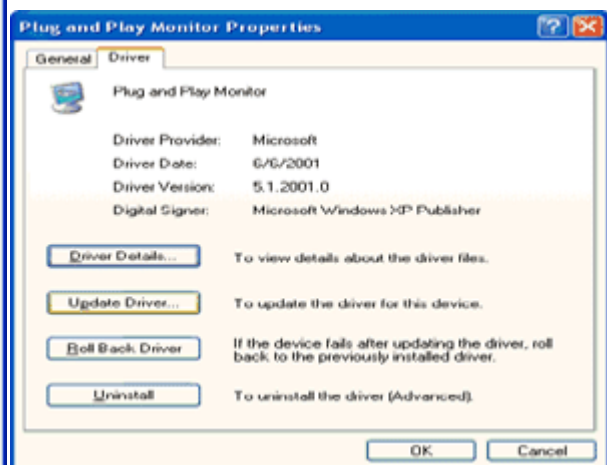 Plug and Play Monitor Properties
General Driver
Plug and Play Monitor
Driver Provider: Microsoft
Driver Date: 6/6/2001
Driver Version: 5.1.2001.0
Digital Signer: Microsoft Windows XP Publisher
Driver Details... To view details about the driver files.
Update Driver... To update the driver for this device.
Roll Back Driver If the device fails after updating the driver, roll
back to the previously installed driver.
Uninstall To uninstall the driver (Advanced).
OK Cancel